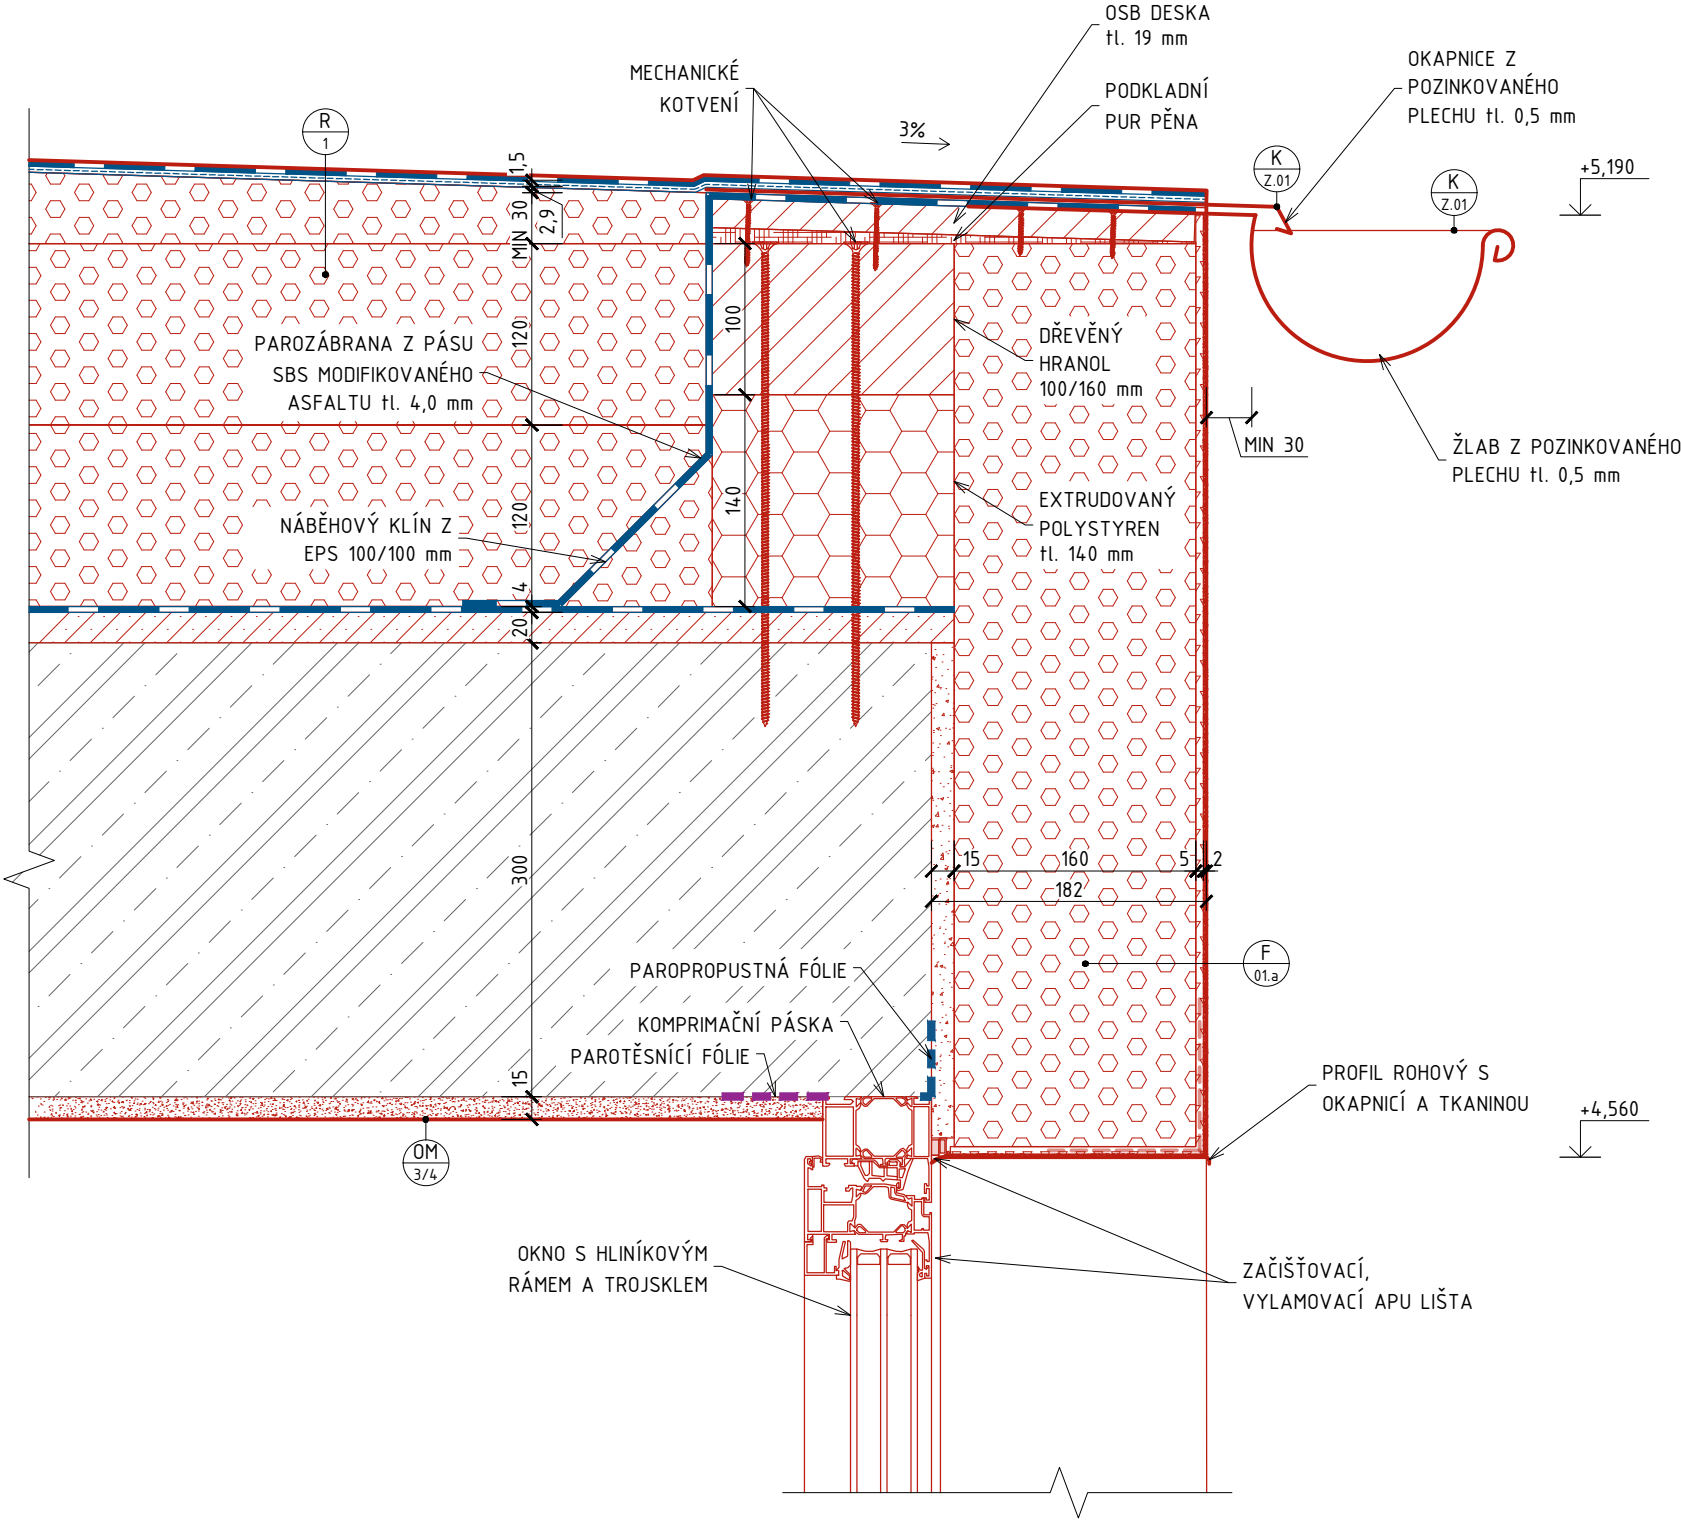 OSB DESKA
tl. 19 mm
MECHANICKÉ
KOTVENÍ
PODKLADNÍ
PUR PĚNA
OKAPNICE Z
POZINKOVANÉHO
PLECHU tl. 0,5 mm
R
1
3%
K
Z.01
K
Z.01
+5,190
1,5
MIN 30
2,9
120
120
4
20
300
15
100
140
PAROZÁBRANA Z PÁSU
SBS MODIFIKOVANÉHO
ASFALTU tl. 4,0 mm
DŘEVĚNÝ
HRANOL
100/160 mm
MIN 30
ŽLAB Z POZINKOVANÉHO
PLECHU tl. 0,5 mm
NÁBĚHOVÝ KLÍN Z
EPS 100/100 mm
EXTRUDOVANÝ
POLYSTYREN
tl. 140 mm
15
160
5
2
182
F
01.a
PAROPROPUSTNÁ FÓLIE
KOMPRIMAČNÍ PÁSKA
PAROTĚSNÍCÍ FÓLIE
PROFIL ROHOVÝ S
OKAPNICÍ A TKANINOU
+4,560
OM
3/4
OKNO S HLINÍKOVÝM
RÁMEM A TROJSKLEM
ZAČIŠŤOVACÍ,
VYLAMOVACÍ APU LIŠTA